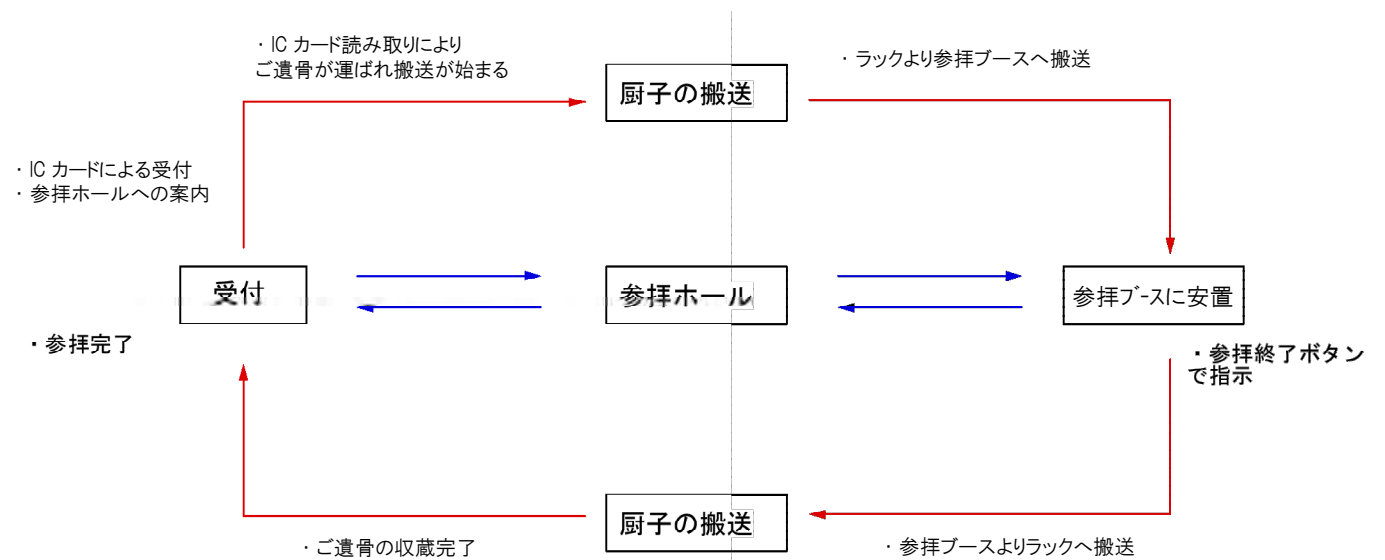 ・IC カード読み取りにより
ご遺骨が運ばれ搬送が始まる
厨子の搬送
・ラックより参拝ブースへ搬送
・IC カードによる受付
・参拝ホールへの案内
受付
参拝ホール
参拝ブースに安置
・参拝完了
・参拝終了ボタン
で指示
厨子の搬送
・ご遺骨の収蔵完了
・参拝ブースよりラックへ搬送